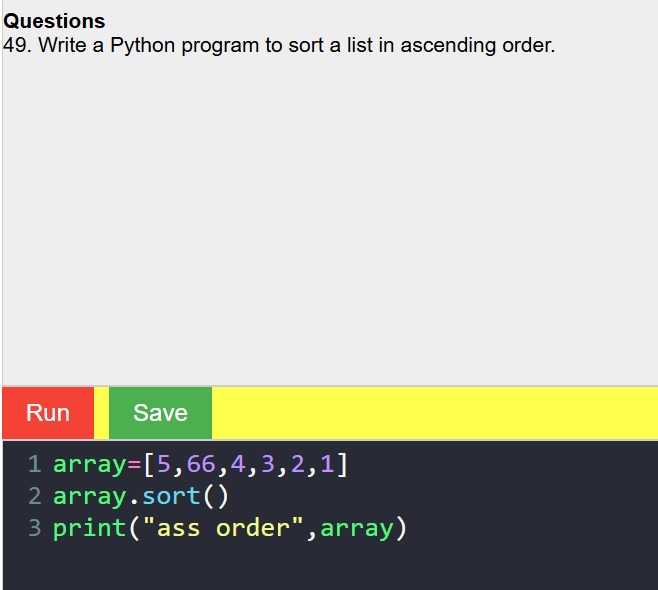 Questions
49. Write a Python program to sort a list in ascending order.
Run Save
1 array=[5,66,4,3,2,1]
2 array.sort()
3 print("ass order",array)